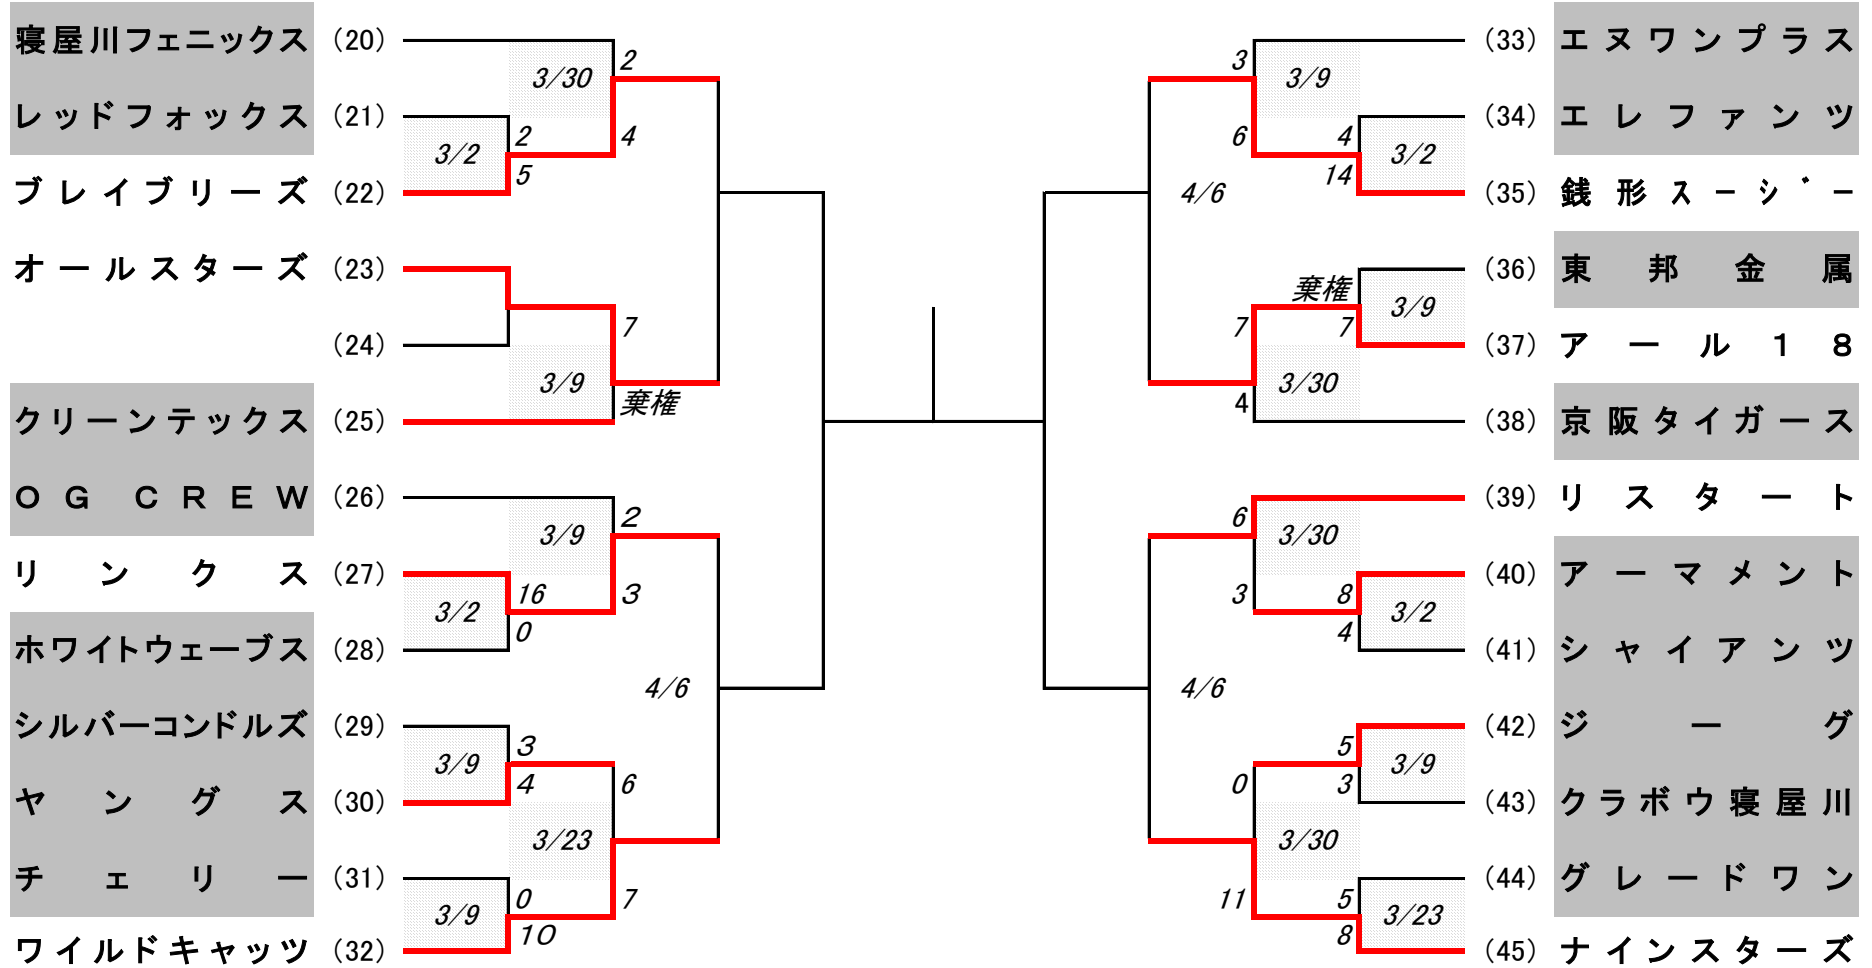 寝屋川フェニックス (20)
3/30
2
レッドフォックス (21)
3/2
2
5
4
ブレイブリーズ (22)
オールスターズ (23)
7
(24)
3/9
棄権
クリーンテックス (25)
OG CREW (26)
3/9
2
リンクス (27)
3/2
16
0
3
ホワイトウェーブス (28)
4/6
シルバーコンドルズ (29)
3/9
3
4
6
ヤングス (30)
3/23
チェリー (31)
3/9
0
10
7
ワイルドキャッツ (32)
3
3/9
(33) エヌワンプラス
6
4
14
3/2
(34) エレファンツ
4/6
(35) 銭形スーシ゛ー
棄権
7
3/9
(36) 東邦金属
7
(37) アール18
3/30
4
(38) 京阪タイガース
6
3/30
(39) リスタート
3
8
4
3/2
(40) アーマメント
(41) シャイアンツ
4/6
(42) ジーグ
0
5
3
3/9
(43) クラボウ寝屋川
3/30
(44) グレードワン
11
5
8
3/23
(45) ナインスターズ